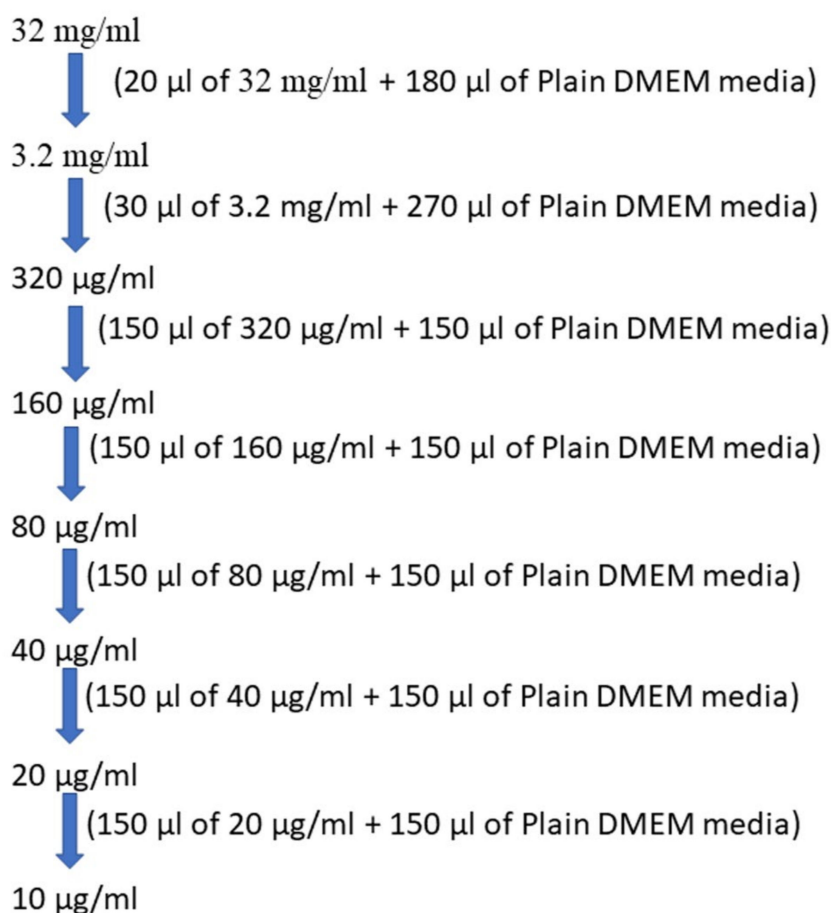 32 mg/ml
(20 µl of 32 mg/ml + 180 µl of Plain DMEM media)
3.2 mg/ml
(30 µl of 3.2 mg/ml + 270 µl of Plain DMEM media)
320 µg/ml
(150 µl of 320 µg/ml + 150 µl of Plain DMEM media)
160 µg/ml
(150 µl of 160 µg/ml + 150 µl of Plain DMEM media)
80 µg/ml
(150 µl of 80 µg/ml + 150 µl of Plain DMEM media)
40 µg/ml
(150 µl of 40 µg/ml + 150 µl of Plain DMEM media)
20 µg/ml
(150 µl of 20 µg/ml + 150 µl of Plain DMEM media)
10 µg/ml